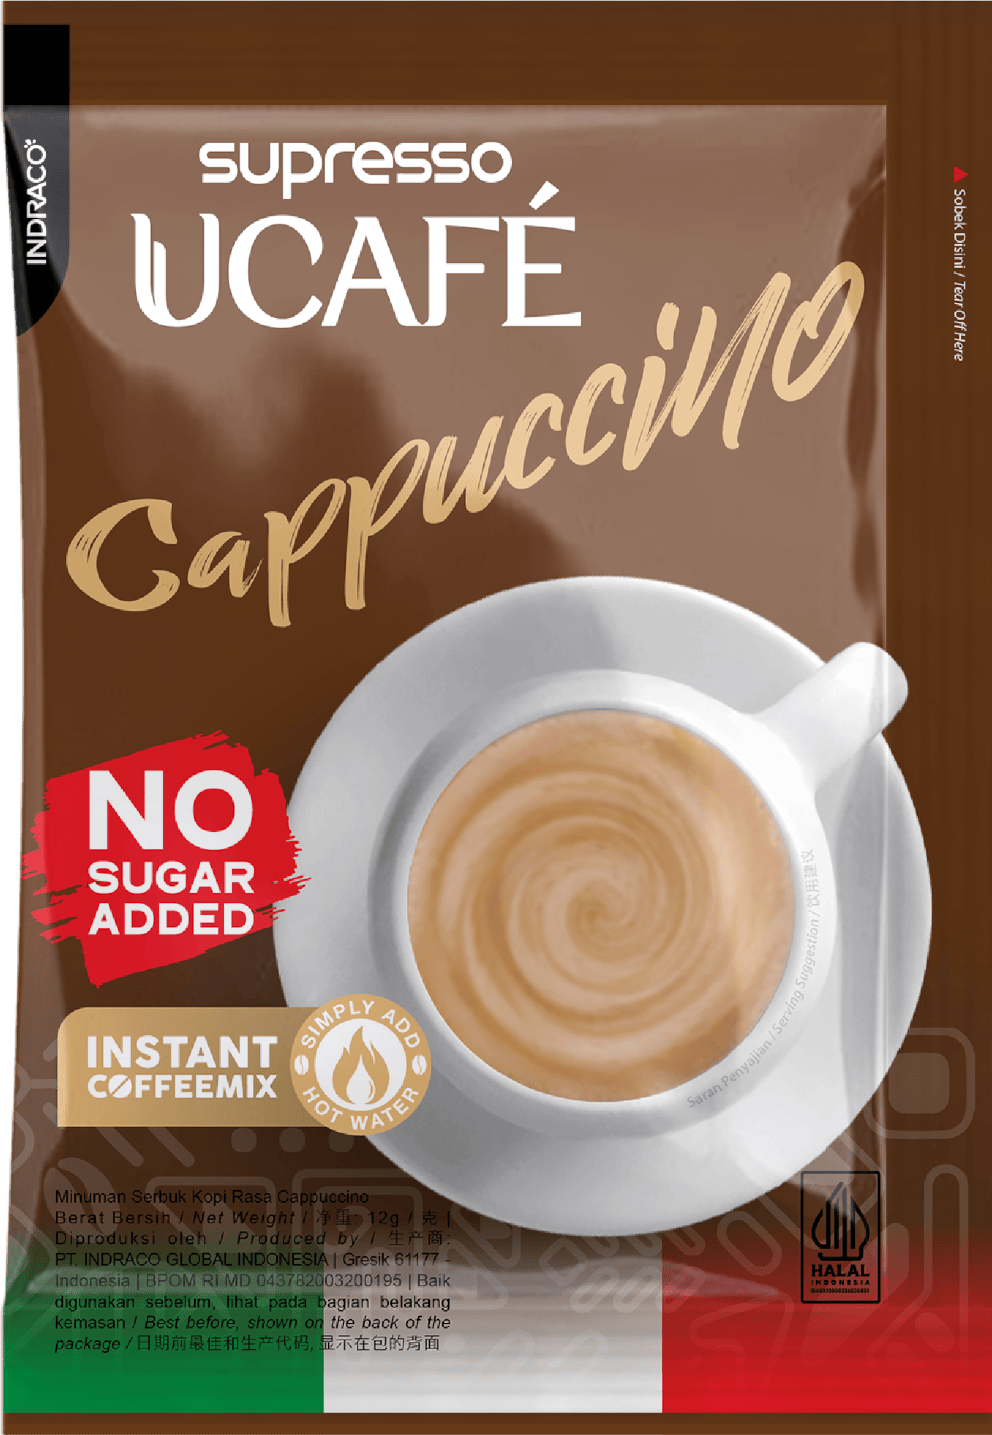 INDRACO
supresso
UCAFÉ
Cappuccino
Sobek Disini / Tear Off Here
NO
SUGAR
ADDED
INSTANT
COFFEEMIX
SIMPLY ADD
HOT WATER
Saran Penyajian / Serving Suggestion / 饮用建议
Minuman Serbuk Kopi Rasa Cappuccino
Berat Bersih / Net Weight / 净重: 12g / 克 |
Diproduksi oleh / Produced by / 生产商:
PT. INDRACO GLOBAL INDONESIA | Gresik 61177 -
Indonesia | BPOM RI MD 043782003200195 | Baik
digunakan sebelum, lihat pada bagian belakang
kemasan / Best before, shown on the back of the
package / 日期前最佳和生产代码, 显示在包的背面
HALAL
INDONESIA